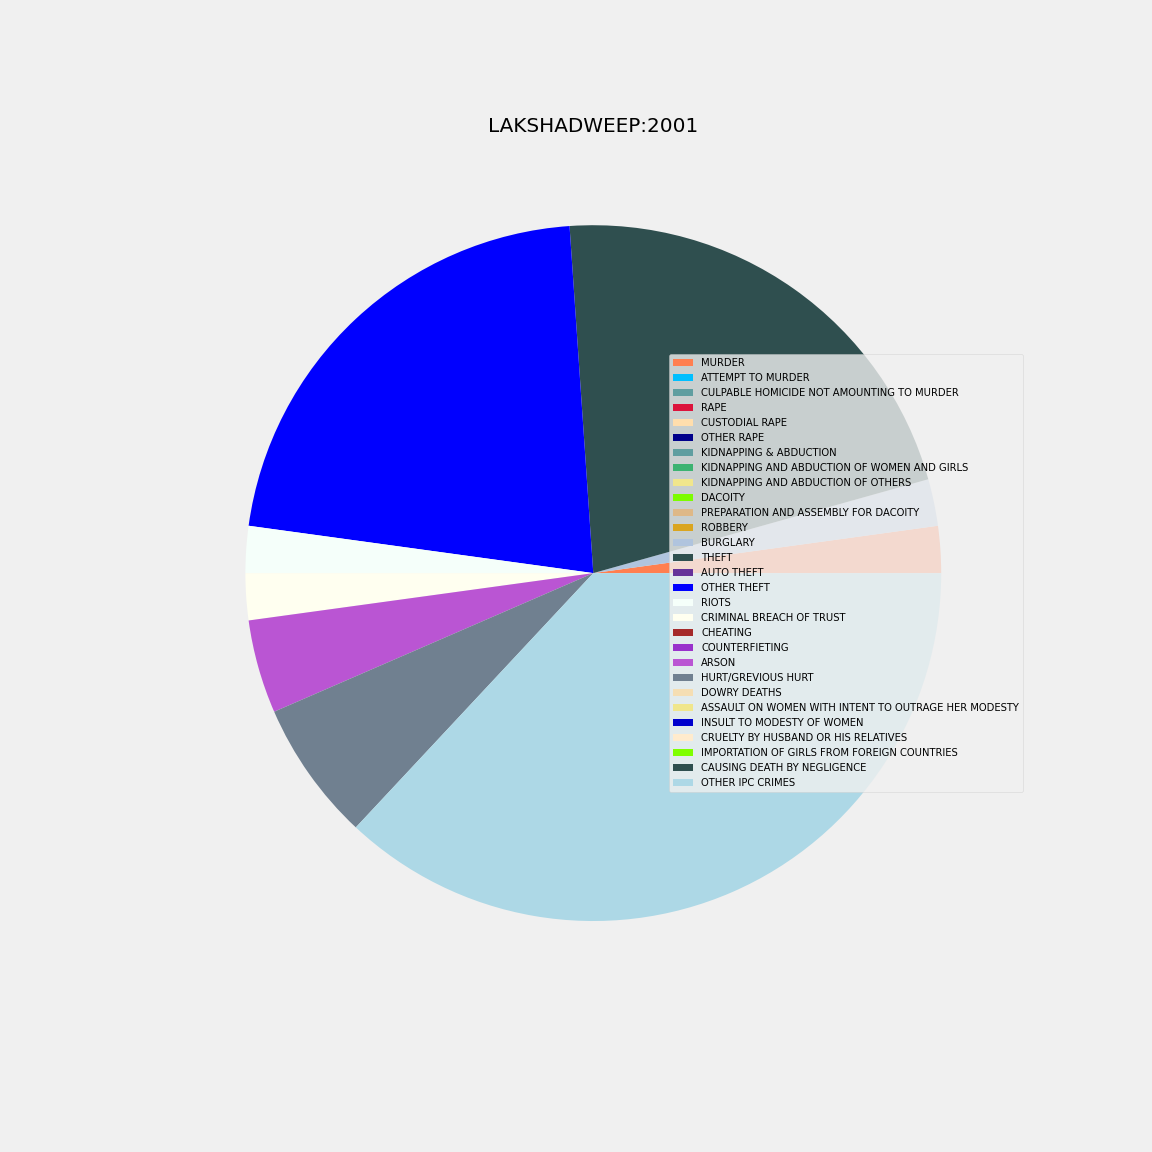 LAKSHADWEEP:2001
MURDER
ATTEMPT TO MURDER
CULPABLE HOMICIDE NOT AMOUNTING TO MURDER
RAPE
CUSTODIAL RAPE
OTHER RAPE
KIDNAPPING & ABDUCTION
KIDNAPPING AND ABDUCTION OF WOMEN AND GIRLS
KIDNAPPING AND ABDUCTION OF OTHERS
DACOITY
PREPARATION AND ASSEMBLY FOR DACOITY
ROBBERY
BURGLARY
THEFT
AUTO THEFT
OTHER THEFT
RIOTS
CRIMINAL BREACH OF TRUST
CHEATING
COUNTERFIETING
ARSON
HURT/GREVIOUS HURT
DOWRY DEATHS
ASSAULT ON WOMEN WITH INTENT TO OUTRAGE HER MODESTY
INSULT TO MODESTY OF WOMEN
CRUELTY BY HUSBAND OR HIS RELATIVES
IMPORTATION OF GIRLS FROM FOREIGN COUNTRIES
CAUSING DEATH BY NEGLIGENCE
OTHER IPC CRIMES